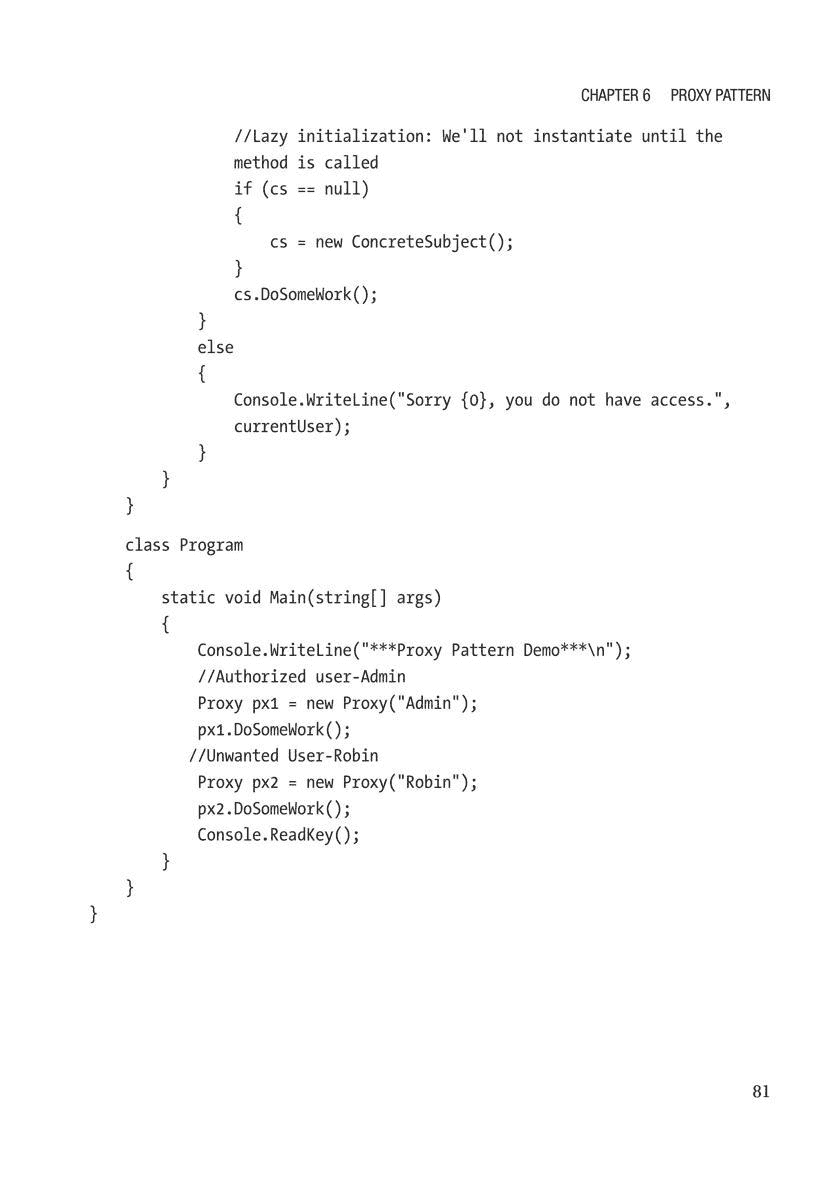 CHAPTER 6 PROXY PATTERN
//Lazy initialization: We'll not instantiate until the
method is called
if (cs == null)
{
cs = new ConcreteSubject();
}
cs.DoSomeWork();
}
else
{
Console.WriteLine("Sorry {0}, you do not have access.",
currentUser);
}
}
}
class Program
{
static void Main(string[] args)
{
Console.WriteLine("***Proxy Pattern Demo***\n");
//Authorized user-Admin
Proxy px1 = new Proxy("Admin");
px1.DoSomeWork();
//Unwanted User-Robin
Proxy px2 = new Proxy("Robin");
px2.DoSomeWork();
Console.ReadKey();
}
}
}
81